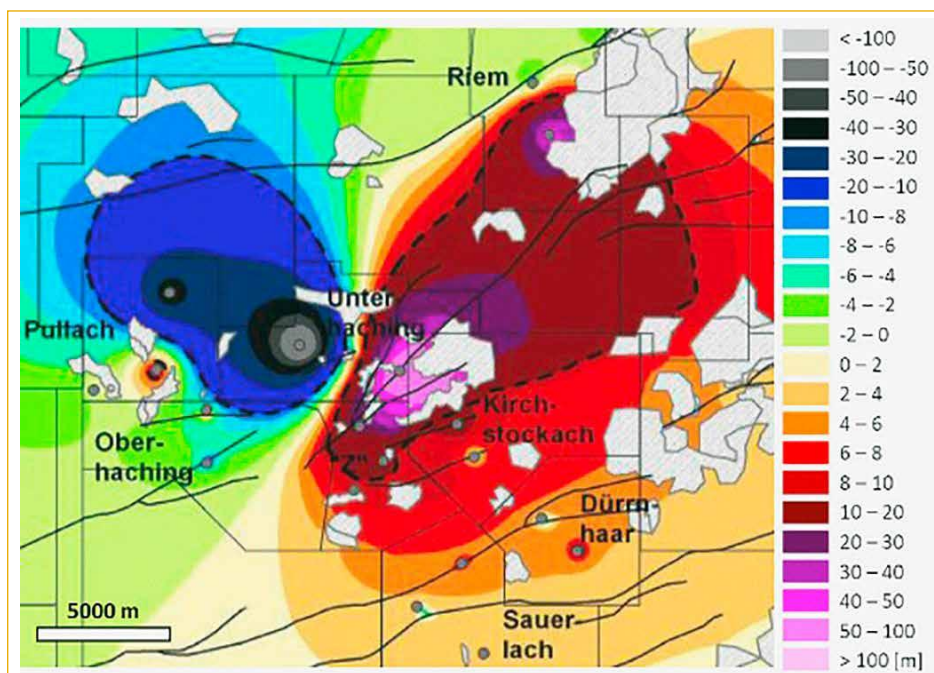 Riem
Unter
haching
Pullach
Kirch-
stockach
Ober-
haching
"Z"
Dürrn-
haar
5000 m
Sauer
lach
< -100
-100 – -50
-50 – -40
-40 – -30
-30 – -20
-20 – -10
-10 – -8
-8 – -6
-6 – -4
-4 – -2
-2 – 0
0 – 2
2 – 4
4 – 6
6 – 8
8 – 10
10 – 20
20 – 30
30 – 40
40 – 50
50 – 100
> 100 [m]